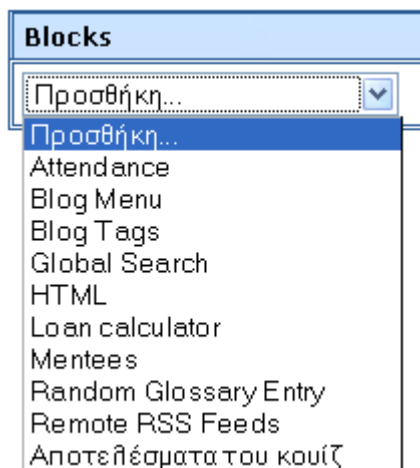 Blocks
Προσθήκη...
Προσθήκη...
Attendance
Blog Menu
Blog Tags
Global Search
HTML
Loan calculator
Mentees
Random Glossary Entry
Remote RSS Feeds
Αποτελέσματα του κουίζ